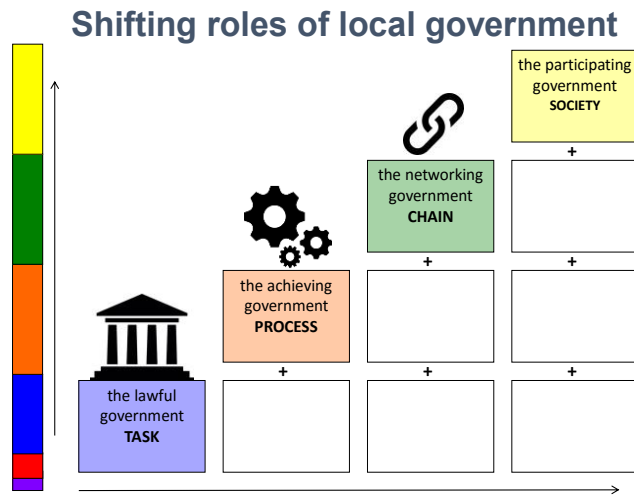 Shifting roles of local government
the participating
government
SOCIETY
+
the networking
government
CHAIN
+
+
the achieving
government
PROCESS
+
+
+
the lawful
government
TASK